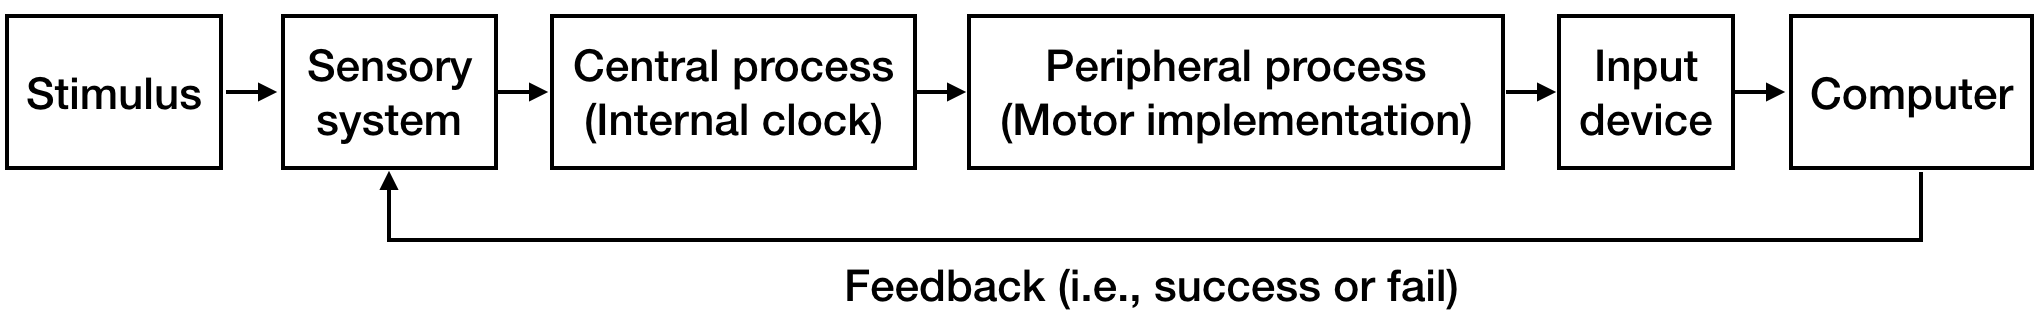 Stimulus
Sensory
system
Central process
(Internal clock)
Peripheral process
(Motor implementation)
Input
device
Computer
Feedback (i.e., success or fail)